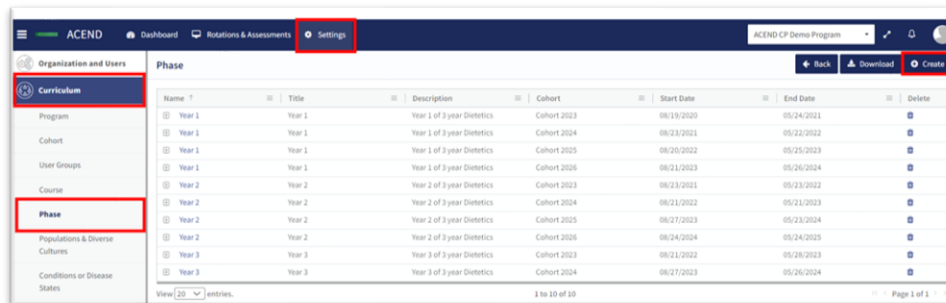 ACEND Dashboard Rotations & Assessments Settings ACEND CP Demo Program
Organization and Users
Phase Back Download Create
Curriculum
Program
Cohort
User Groups
Course
Phase
Populations & Diverse
Cultures
Conditions or Disease
States
Name Title Description Cohort Start Date End Date Delete
Year 1 Year 1 Year 1 of 3 year Dietetics Cohort 2023 08/19/2020 05/24/2021
Year 1 Year 1 Year 1 of 3 year Dietetics Cohort 2024 08/23/2021 05/22/2022
Year 1 Year 1 Year 1 of 3 year Dietetics Cohort 2025 08/20/2022 05/25/2023
Year 1 Year 1 Year 1 of 3 year Dietetics Cohort 2026 08/21/2023 05/26/2024
Year 2 Year 2 Year 2 of 3 year Dietetics Cohort 2023 08/23/2021 05/23/2022
Year 2 Year 2 Year 2 of 3 year Dietetics Cohort 2024 08/21/2022 05/21/2023
Year 2 Year 2 Year 2 of 3 year Dietetics Cohort 2025 08/27/2023 05/23/2024
Year 2 Year 2 Year 2 of 3 year Dietetics Cohort 2026 08/24/2024 05/24/2025
Year 3 Year 3 Year 3 of 3 year Dietetics Cohort 2023 08/21/2022 05/28/2023
Year 3 Year 3 Year 3 of 3 year Dietetics Cohort 2024 08/27/2023 05/26/2024
View 20 entries. 1 to 10 of 10 Page 1 of 1